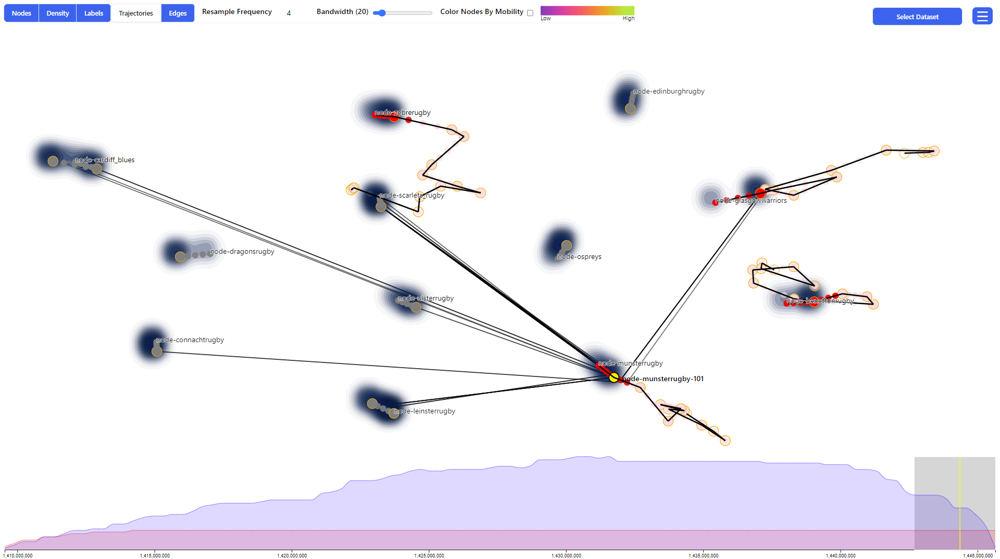 Nodes
Density
Labels
Trajectories
Edges
Resample Frequency
4
Bandwidth (20)
Color Nodes By Mobility
Low
High
Select Dataset
node-edinburghrugby
node-zebrerugby
node-cardiff_blues
node-scarlets_rugby
node-glasgowwarriors
node-dragonsrugby
node-ospreys
node-ulsterrugby
node-benettonrugby
node-connachtrugby
node-munsterrugby
node-munsterrugby-101
node-leinsterrugby
1,410,000,000
1,415,000,000
1,420,000,000
1,425,000,000
1,430,000,000
1,435,000,000
1,440,000,000
1,445,000,000